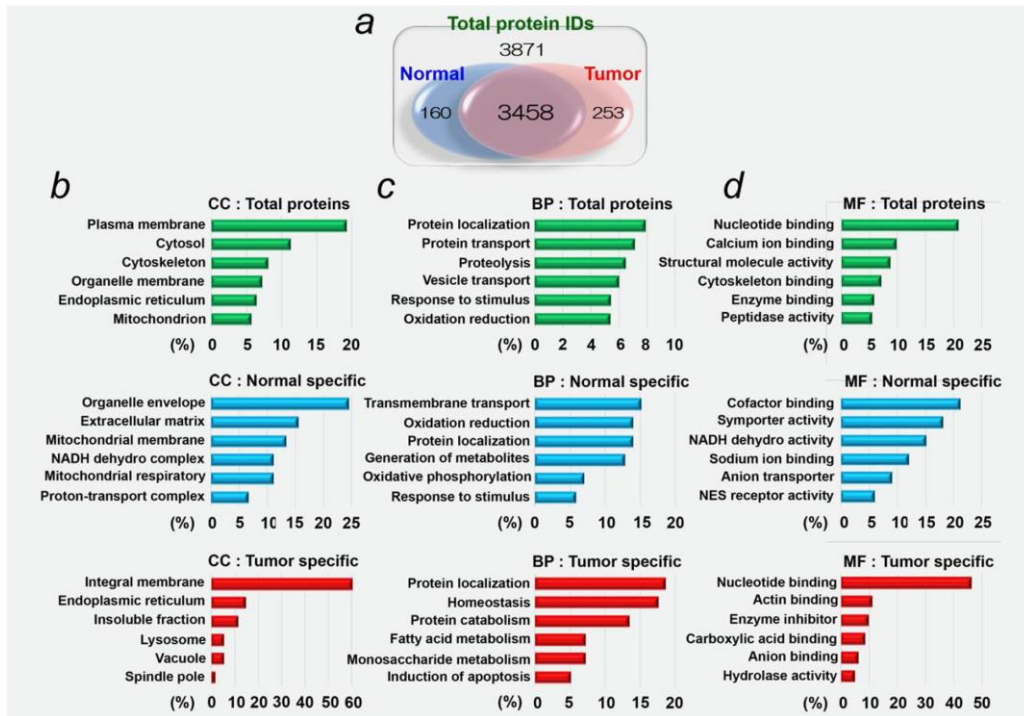 a
Total protein IDs
3871
Normal
Tumor
160
3458
253
b
CC : Total proteins
Plasma membrane
Cytosol
Cytoskeleton
Organelle membrane
Endoplasmic reticulum
Mitochondrion
(%) 0 5 10 15 20
c
BP : Total proteins
Protein localization
Protein transport
Proteolysis
Vesicle transport
Response to stimulus
Oxidation reduction
(%) 0 2 4 6 8 10
d
MF : Total proteins
Nucleotide binding
Calcium ion binding
Structural molecule activity
Cytoskeleton binding
Enzyme binding
Peptidase activity
(%) 0 5 10 15 20 25
CC : Normal specific
Organelle envelope
Extracellular matrix
Mitochondrial membrane
NADH dehydro complex
Mitochondrial respiratory
Proton-transport complex
(%) 0 5 10 15 20 25
BP : Normal specific
Transmembrane transport
Oxidation reduction
Protein localization
Generation of metabolites
Oxidative phosphorylation
Response to stimulus
(%) 0 5 10 15 20
MF : Normal specific
Cofactor binding
Symporter activity
NADH dehydro activity
Sodium ion binding
Anion transporter
NES receptor activity
(%) 0 5 10 15 20 25
CC : Tumor specific
Integral membrane
Endoplasmic reticulum
Insoluble fraction
Lysosome
Vacuole
Spindle pole
(%) 0 10 20 30 40 50 60
BP : Tumor specific
Protein localization
Homeostasis
Protein catabolism
Fatty acid metabolism
Monosaccharide metabolism
Induction of apoptosis
(%) 0 5 10 15 20
MF : Tumor specific
Nucleotide binding
Actin binding
Enzyme inhibitor
Carboxylic acid binding
Anion binding
Hydrolase activity
(%) 0 10 20 30 40 50